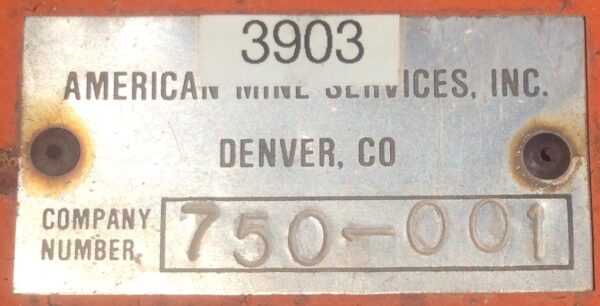 3903
AMERICAN MINE SERVICES, INC.
DENVER, CO
COMPANY NUMBER 750-001